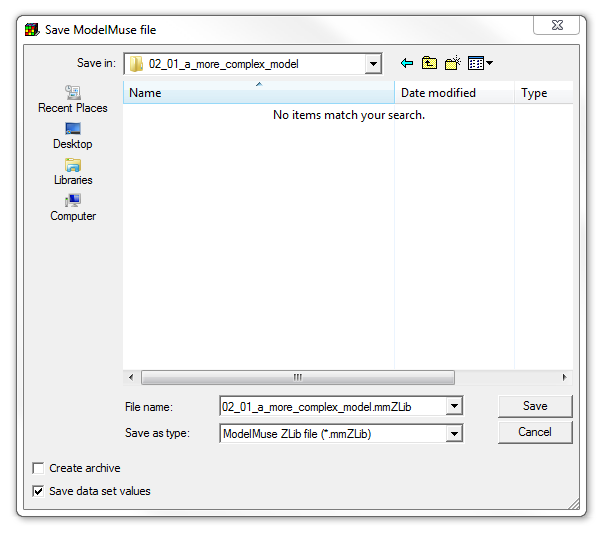 Save ModelMuse file
Save in: 02_01_a_more_complex_model
Name Date modified Type
No items match your search.
Recent Places
Desktop
Libraries
Computer
File name: 02_01_a_more_complex_model.mmZLib Save
Save as type: ModelMuse ZLib file (*.mmZLib) Cancel
Create archive
Save data set values